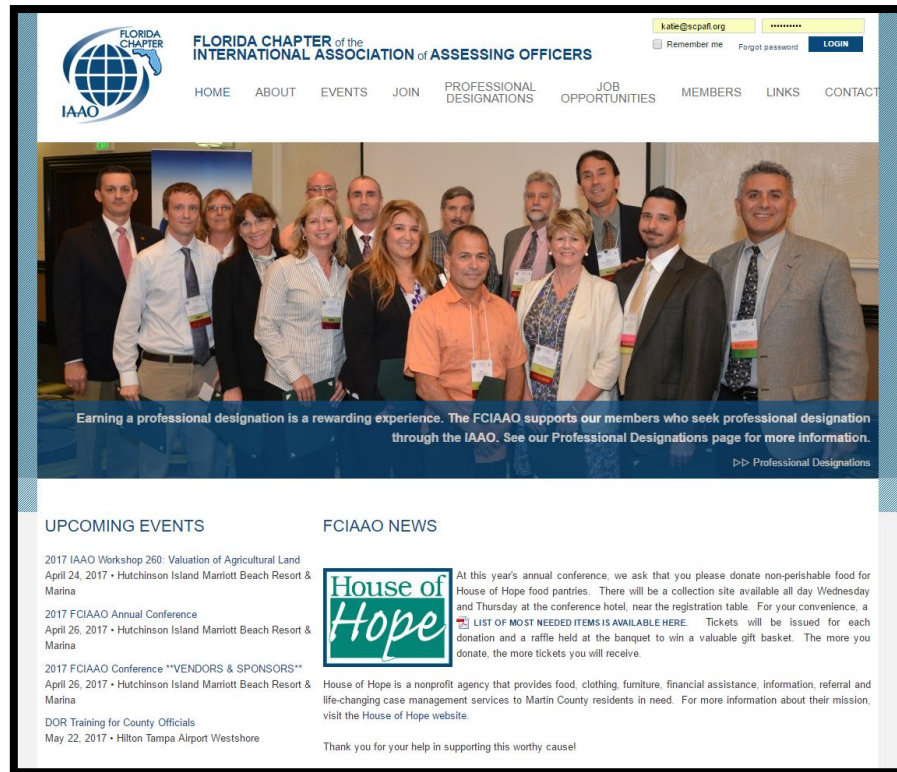 FLORIDA
CHAPTER
IAAO
FLORIDA CHAPTER of the
INTERNATIONAL ASSOCIATION of ASSESSING OFFICERS
katie@scpafl.org ••••••••••
Remember me Forgot password LOGIN
HOME ABOUT EVENTS JOIN PROFESSIONAL DESIGNATIONS JOB OPPORTUNITIES MEMBERS LINKS CONTACT
Earning a professional designation is a rewarding experience. The FCIAAO supports our members who seek professional designation
through the IAAO. See our Professional Designations page for more information.
▷▷ Professional Designations
UPCOMING EVENTS
2017 IAAO Workshop 260: Valuation of Agricultural Land
April 24, 2017 • Hutchinson Island Marriott Beach Resort &
Marina
2017 FCIAAO Annual Conference
April 26, 2017 • Hutchinson Island Marriott Beach Resort &
Marina
2017 FCIAAO Conference **VENDORS & SPONSORS**
April 26, 2017 • Hutchinson Island Marriott Beach Resort &
Marina
DOR Training for County Officials
May 22, 2017 • Hilton Tampa Airport Westshore
FCIAAO NEWS
House of
Hope
At this year's annual conference, we ask that you please donate non-perishable food for
House of Hope food pantries. There will be a collection site available all day Wednesday
and Thursday at the conference hotel, near the registration table. For your convenience, a
LIST OF MOST NEEDED ITEMS IS AVAILABLE HERE. Tickets will be issued for each
donation and a raffle held at the banquet to win a valuable gift basket. The more you
donate, the more tickets you will receive.
House of Hope is a nonprofit agency that provides food, clothing, furniture, financial assistance, information, referral and
life-changing case management services to Martin County residents in need. For more information about their mission,
visit the House of Hope website.
Thank you for your help in supporting this worthy cause!